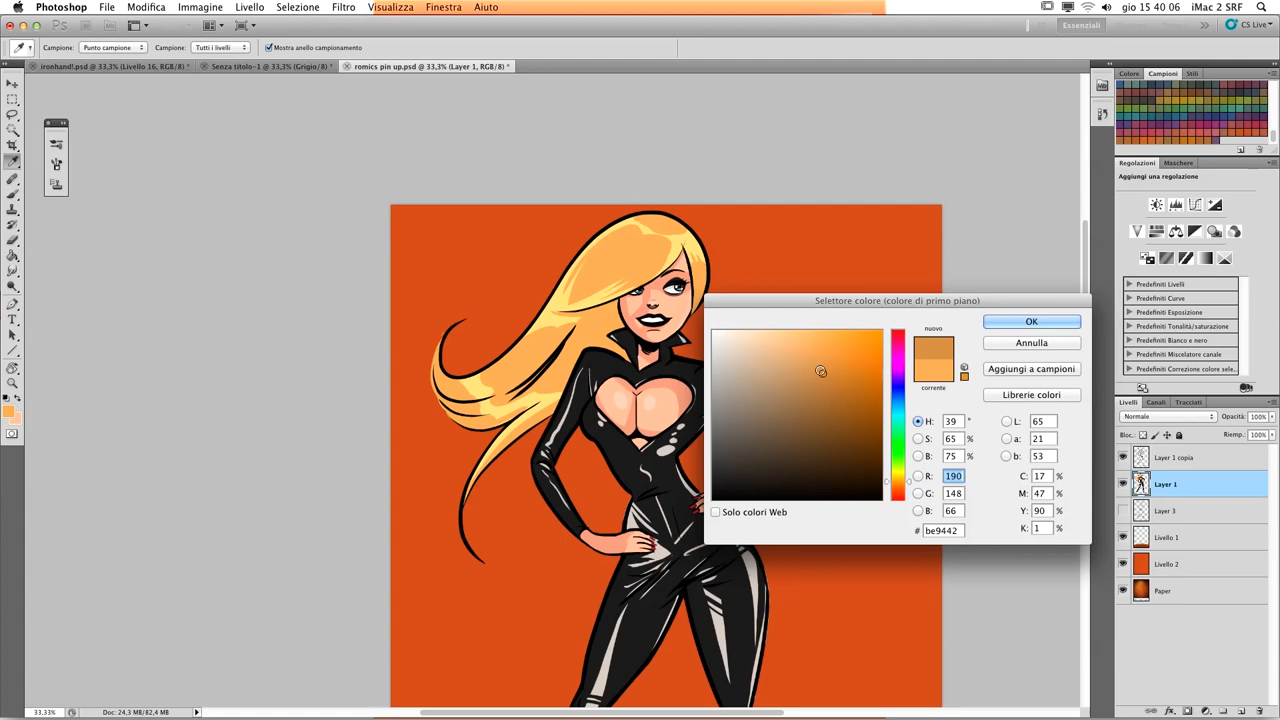 Photoshop File Modifica Immagine Livello Selezione Filtro Visualizza Finestra Aiuto gio 15 40 06 iMac 2 SRF
Ps Essenziali CS Live
Campione: Punto campione Campione: Tutti i livelli Mostra anello campionamento
ironhand!.psd @ 33,3% (Livello 16, RGB/8) * Senza titolo-1 @ 33,3% (Grigio/8) * romics pin up.psd @ 33,3% (Layer 1, RGB/8) *
Colore Campioni Stili
Regolazioni Maschere
Aggiungi una regolazione
Predefiniti Livelli
Predefiniti Curve
Predefiniti Esposizione
Predefiniti Tonalità/saturazione
Predefiniti Bianco e nero
Predefiniti Miscelatore canale
Predefiniti Correzione colore sele...
Livelli Canali Tracciati
Normale Opacità: 100%
Bloc.: Riemp.: 100%
Layer 1 copia
Layer 1
Layer 3
Livello 1
Livello 2
Paper
Selettore colore (colore di primo piano)
nuovo
corrente
OK
Annulla
Aggiungi a campioni
Librerie colori
H: 39 ° L: 65
S: 65 % a: 21
B: 75 % b: 53
R: 190 C: 17 %
G: 148 M: 47 %
B: 66 Y: 90 %
# be9442 K: 1 %
Solo colori Web
33,33% Doc: 24,3 MB/82,4 MB